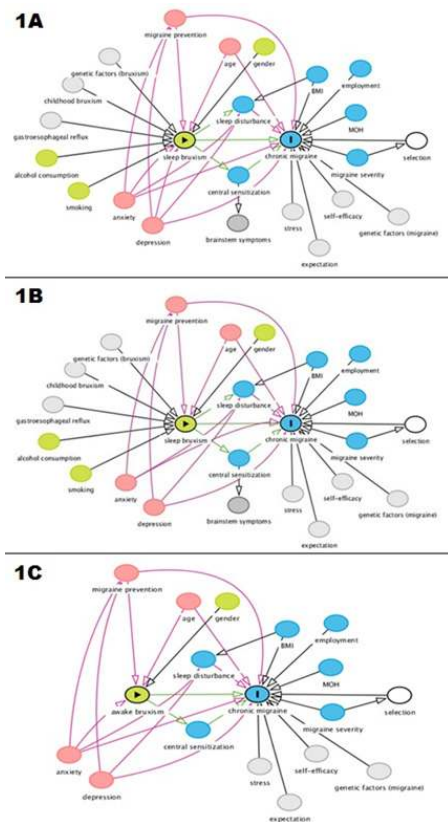 1A
migraine prevention
genetic factors (bruxism)
age
gender
childhood bruxism
employment
BMI
sleep disturbance
gastroesophageal reflux
MOH
sleep bruxism
chronic migraine
selection
alcohol consumption
central sensitization
migraine severity
smoking
anxiety
self-efficacy
depression
brainstem symptoms
stress
genetic factors (migraine)
expectation
1B
migraine prevention
genetic factors (bruxism)
age
gender
childhood bruxism
employment
BMI
sleep disturbance
gastroesophageal reflux
MOH
sleep bruxism
chronic migraine
selection
alcohol consumption
central sensitization
migraine severity
smoking
anxiety
self-efficacy
depression
brainstem symptoms
stress
genetic factors (migraine)
expectation
1C
migraine prevention
age
gender
employment
BMI
sleep disturbance
MOH
awake bruxism
chronic migraine
selection
central sensitization
migraine severity
anxiety
self-efficacy
stress
depression
genetic factors (migraine)
expectation